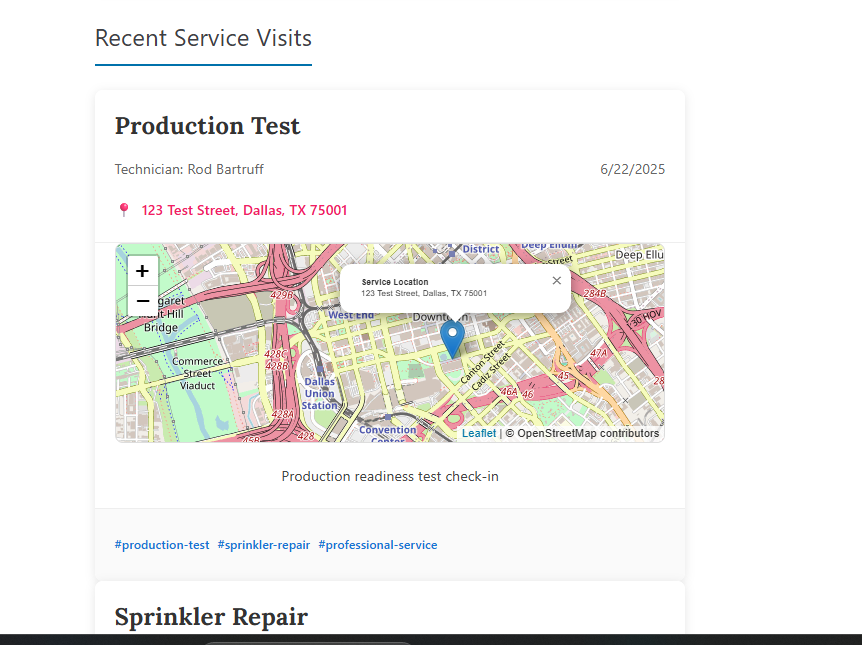 Recent Service Visits
Production Test
Technician: Rod Bartruff
6/22/2025
123 Test Street, Dallas, TX 75001
+
−
District
Deep Ellum
Deep Ellu
Service Location
×
123 Test Street, Dallas, TX 75001
429B
284B
garet
Hunt Hill
Bridge
West End
Downtown
Street
30 HOV
Canton Street
Cadiz Street
47A
428C
428B
Commerce
Street
Viaduct
45
28
Dallas
Union
Station
46A
46
428A
Convention
Center
45B
428
Leaflet | © OpenStreetMap contributors
Production readiness test check-in
#production-test #sprinkler-repair #professional-service
Sprinkler Repair